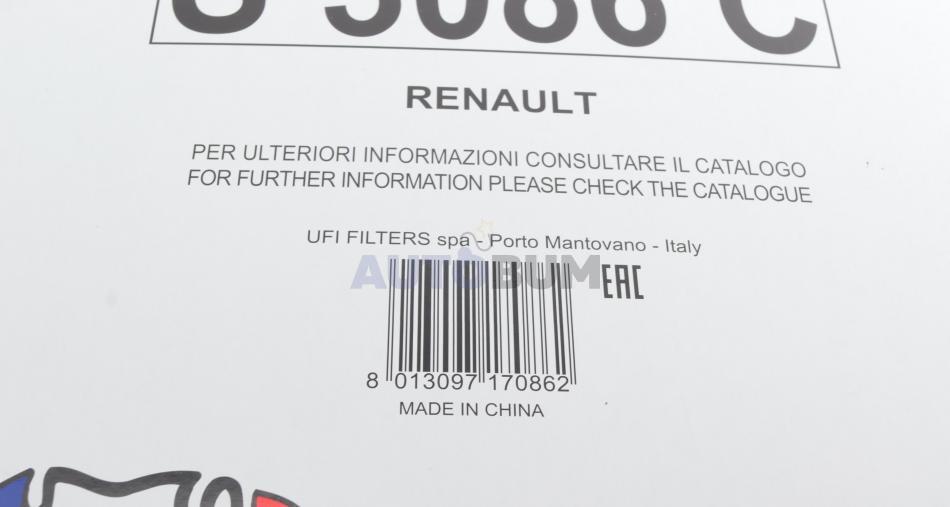 RENAULT
PER ULTERIORI INFORMAZIONI CONSULTARE IL CATALOGO
FOR FURTHER INFORMATION PLEASE CHECK THE CATALOGUE
UFI FILTERS spa - Porto Mantovano - Italy
AUTOBUM
EAC
8 013097 170862
MADE IN CHINA